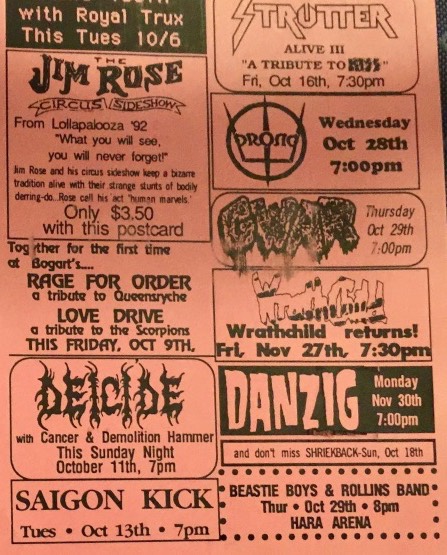 with Royal Trux
This Tues 10/6
THE
JIM ROSE
CIRCUS SIDESHOW
From Lollapalooza '92
"What you will see,
you will never forget!"
Jim Rose and his circus sideshow keep a bizarre
tradition alive with their strange stunts of bodily
derring-do...Rose call his act 'human marvels.'
Only $3.50
with this postcard
Together for the first time
at Bogart's....
RAGE FOR ORDER
a tribute to Queensryche
LOVE DRIVE
a tribute to the Scorpions
THIS FRIDAY, OCT 9TH,
DEICIDE
with Cancer & Demolition Hammer
This Sunday Night
October 11th, 7pm
SAIGON KICK
Tues • Oct 13th • 7pm
STRUTTER
ALIVE III
"A TRIBUTE TO KISS"
Fri, Oct 16th, 7:30pm
PRONG
Wednesday
Oct 28th
7:00pm
GWAR
Thursday
Oct 29th
7:00pm
Wrathchild
Wrathchild returns!
Fri, Nov 27th, 7:30pm
DANZIG
Monday
Nov 30th
7:00pm
and don't miss SHRIEKBACK-Sun, Oct 18th
BEASTIE BOYS & ROLLINS BAND
Thur • Oct 29th • 8pm
HARA ARENA